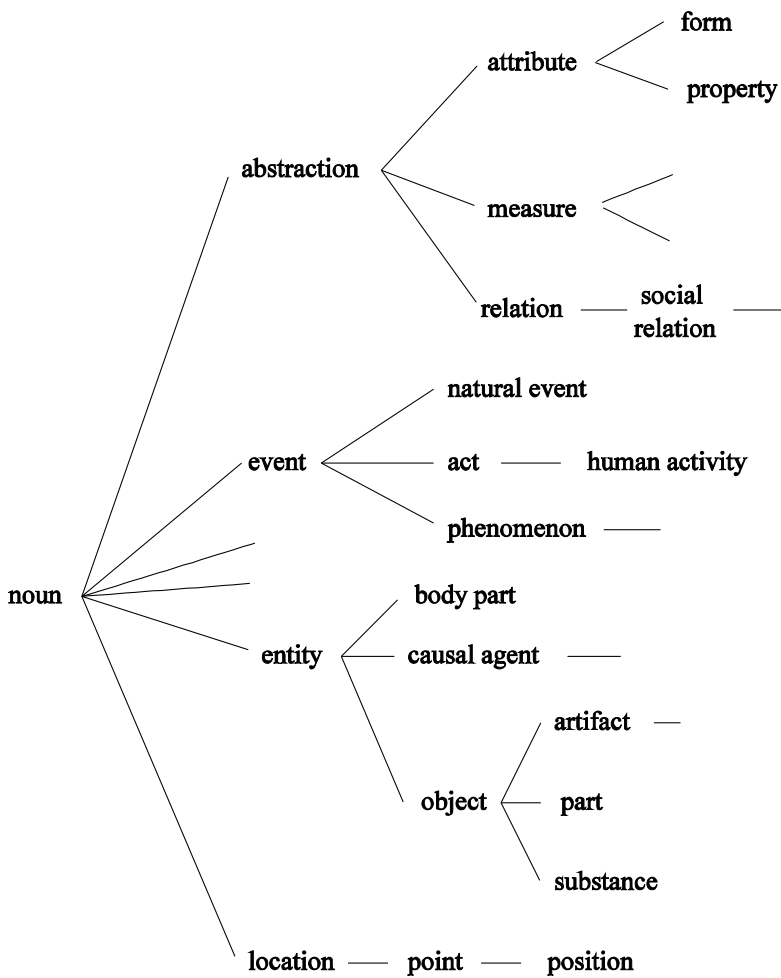 form
attribute
property
abstraction
measure
relation
social
relation
natural event
event
act
human activity
phenomenon
noun
body part
entity
causal agent
artifact
object
part
substance
location
point
position